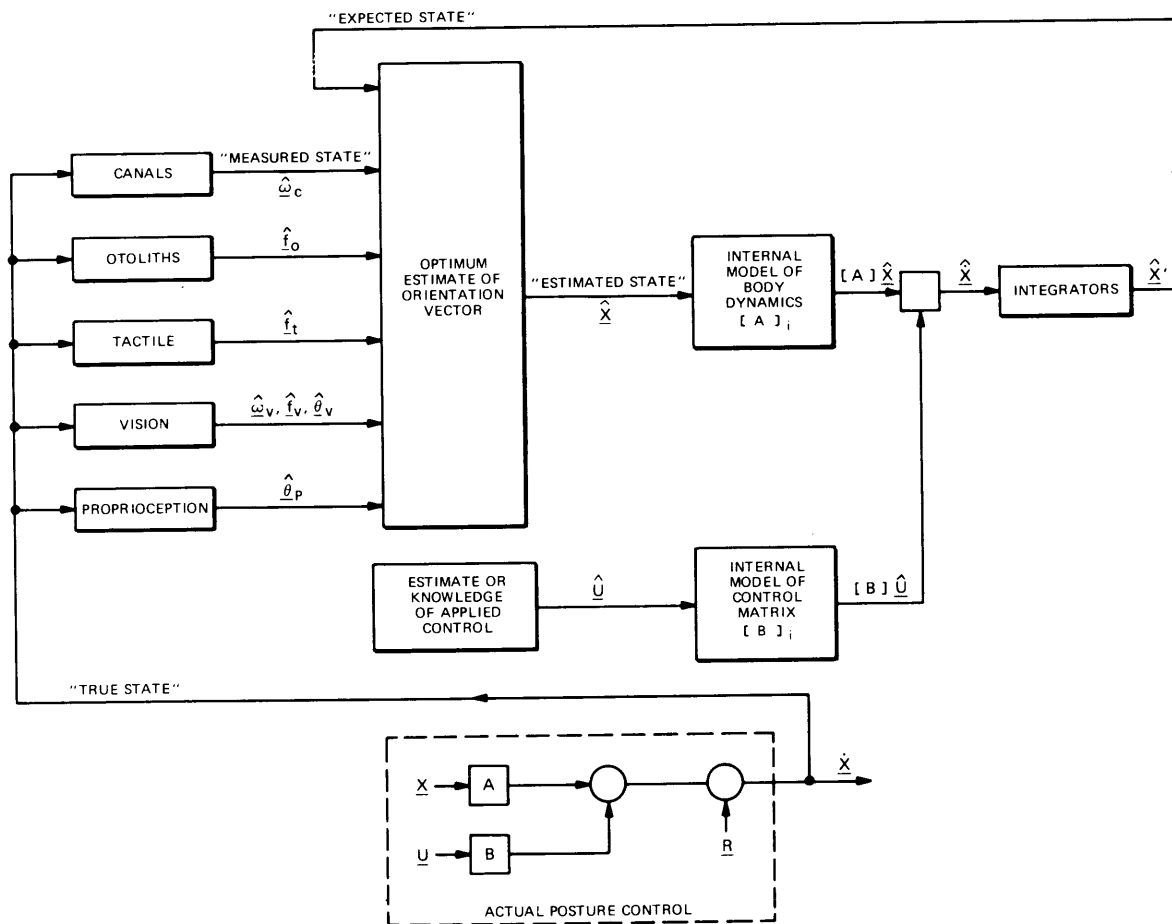 "EXPECTED STATE"
CANALS
"MEASURED STATE"
ω̲̂c
OTOLITHS
f̲̂o
TACTILE
f̲̂t
VISION
ω̲̂v, f̲̂v, θ̲̂v
PROPRIOCEPTION
θ̲̂P
OPTIMUM
ESTIMATE OF
ORIENTATION
VECTOR
"ESTIMATED STATE"
X̲̂
INTERNAL
MODEL OF
BODY
DYNAMICS
[ A ] i
[A] X̲̂
X̲̂̇
INTEGRATORS
X̲̂'
ESTIMATE OR
KNOWLEDGE
OF APPLIED
CONTROL
Û̲
INTERNAL
MODEL OF
CONTROL
MATRIX
[ B ] i
[B] Û̲
"TRUE STATE"
X̲ A
Ẋ̲
U̲ B
R̲
ACTUAL POSTURE CONTROL